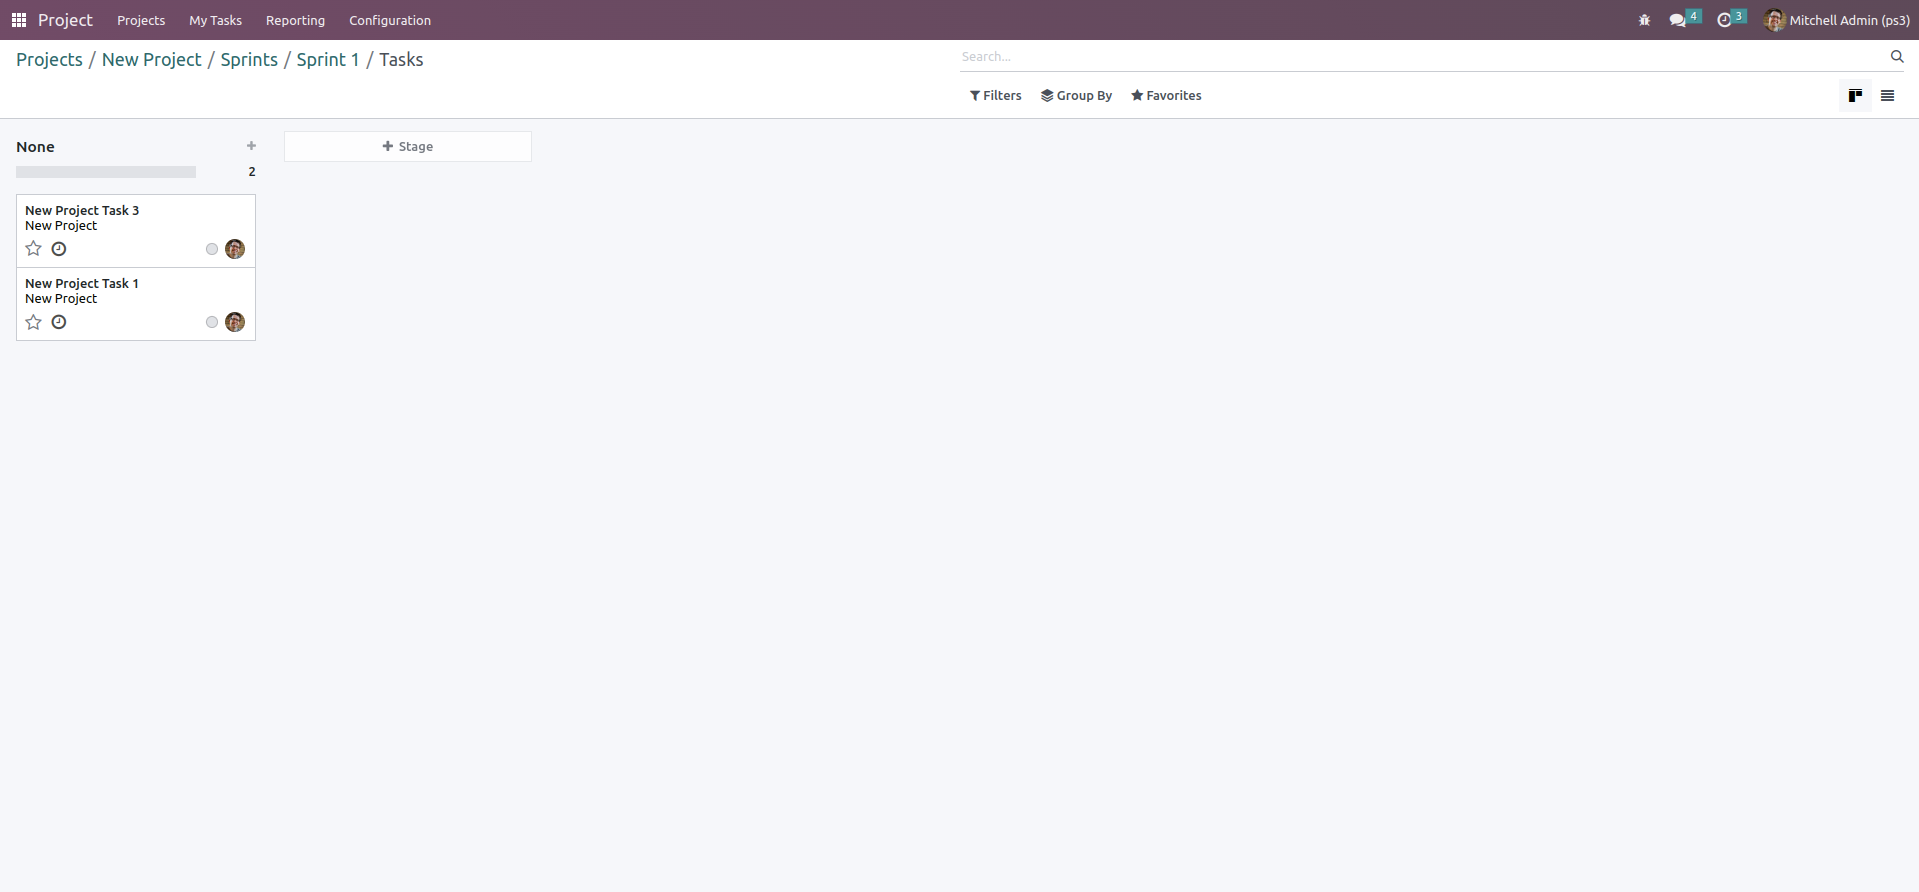 Project Projects My Tasks Reporting Configuration 4 3 Mitchell Admin (ps3)
Projects / New Project / Sprints / Sprint 1 / Tasks
Search...
Filters Group By Favorites
None + + Stage
2
New Project Task 3
New Project
New Project Task 1
New Project